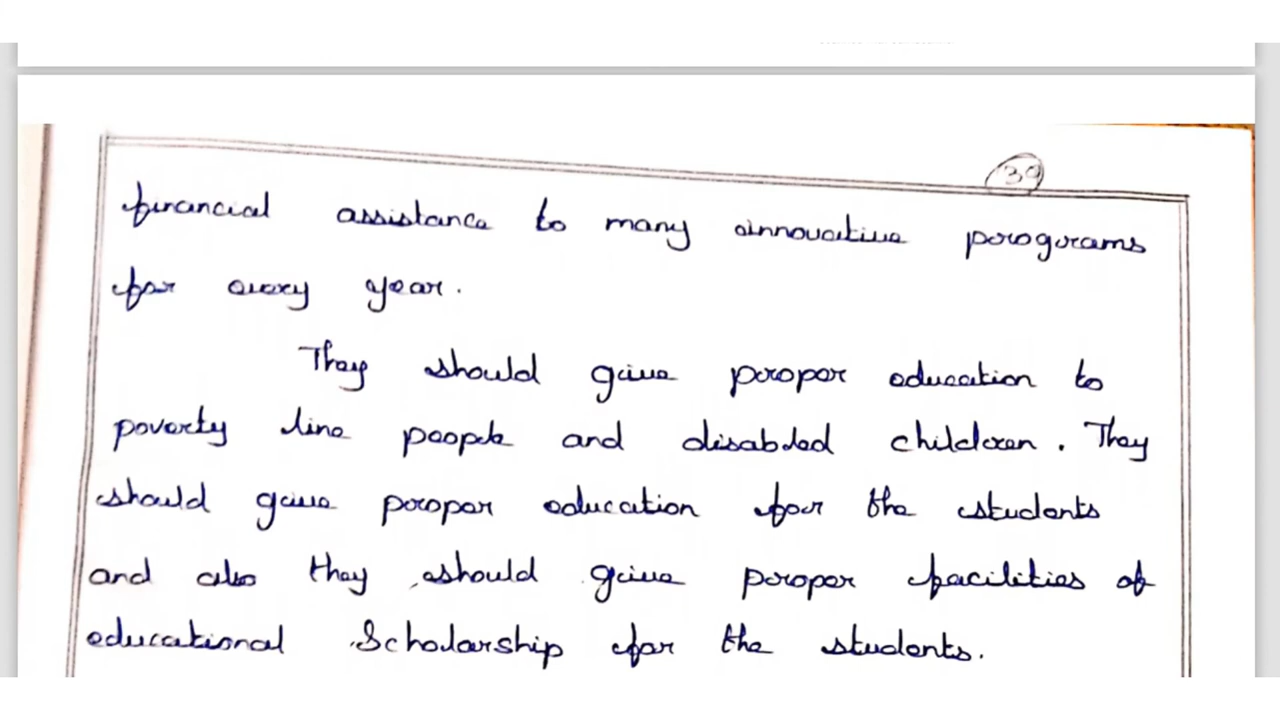 39
financial assistance to many innovative programs
for every year.
They should give proper education to
poverty line people and disabled children. They
should give proper education for the students
and also they should give proper facilities of
educational Scholarship for the students.